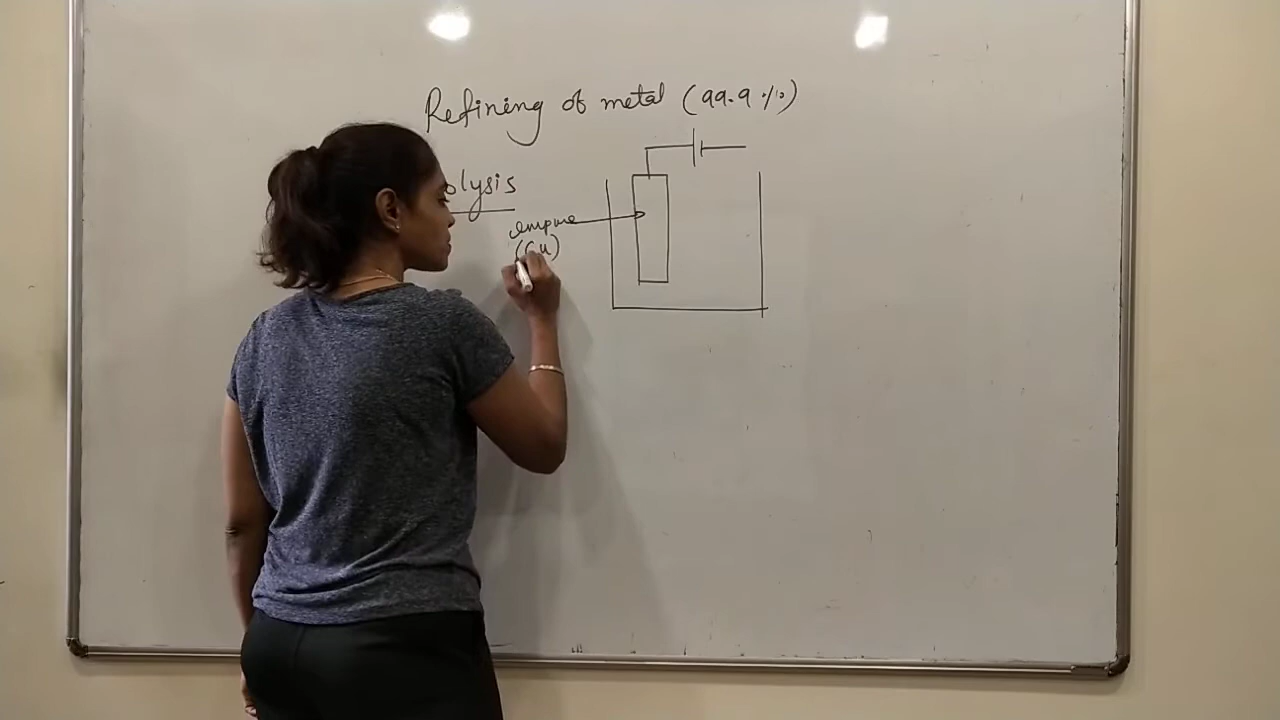 Refining of metal (99.9 %)
olysis
impure
(Cu)